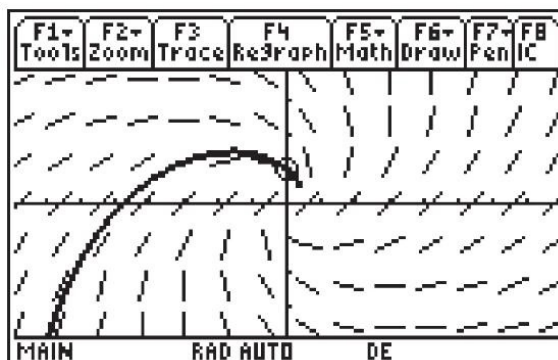 F1▾ F2▾ F3 F4 F5▾ F6▾ F7▾ F8
Tools Zoom Trace Regraph Math Draw Pen IC
MAIN RAD AUTO DE